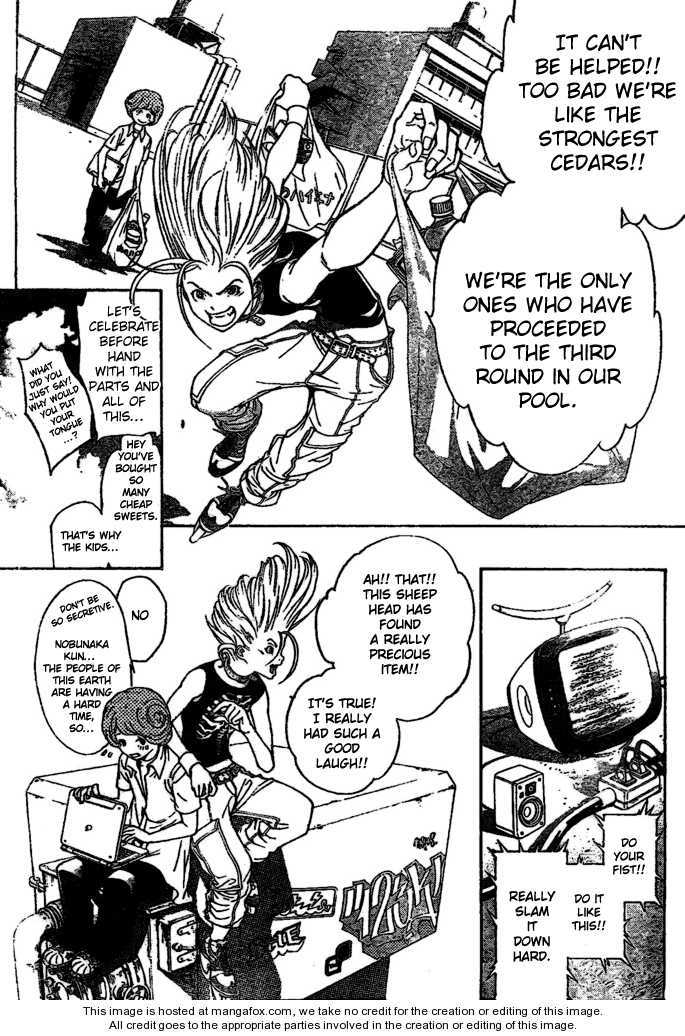 IT CAN'T
BE HELPED!!
TOO BAD WE'RE
LIKE THE
STRONGEST
CEDARS!!
WE'RE THE ONLY
ONES WHO HAVE
PROCEEDED
TO THE THIRD
ROUND IN OUR
POOL.
のハイミナ
LET'S
CELEBRATE
BEFORE
HAND
WITH THE
PARTS AND
ALL OF
THIS...
WHAT
DID YOU
JUST SAY!
WHY WOULD
YOU PUT
YOUR
TONGUE
...?
HEY
YOU'VE
BOUGHT
SO
MANY
CHEAP
SWEETS.
THAT'S WHY
THE KIDS...
AH!! THAT!!
THIS SHEEP
HEAD HAS
FOUND
A REALLY
PRECIOUS
ITEM!!
IT'S TRUE!
I REALLY
HAD SUCH A
GOOD
LAUGH!!
NO
DON'T BE
SO SECRETIVE.
NOBUNAKA
KUN...
THE PEOPLE OF
THIS EARTH
ARE HAVING
A HARD
TIME,
SO...
DO
YOUR
FIST!!
DO IT
LIKE
THIS!!
REALLY
SLAM
IT
DOWN
HARD.
This image is hosted at mangafox.com, we take no credit for the creation or editing of this image.
All credit goes to the appropriate parties involved in the creation or editing of this image.